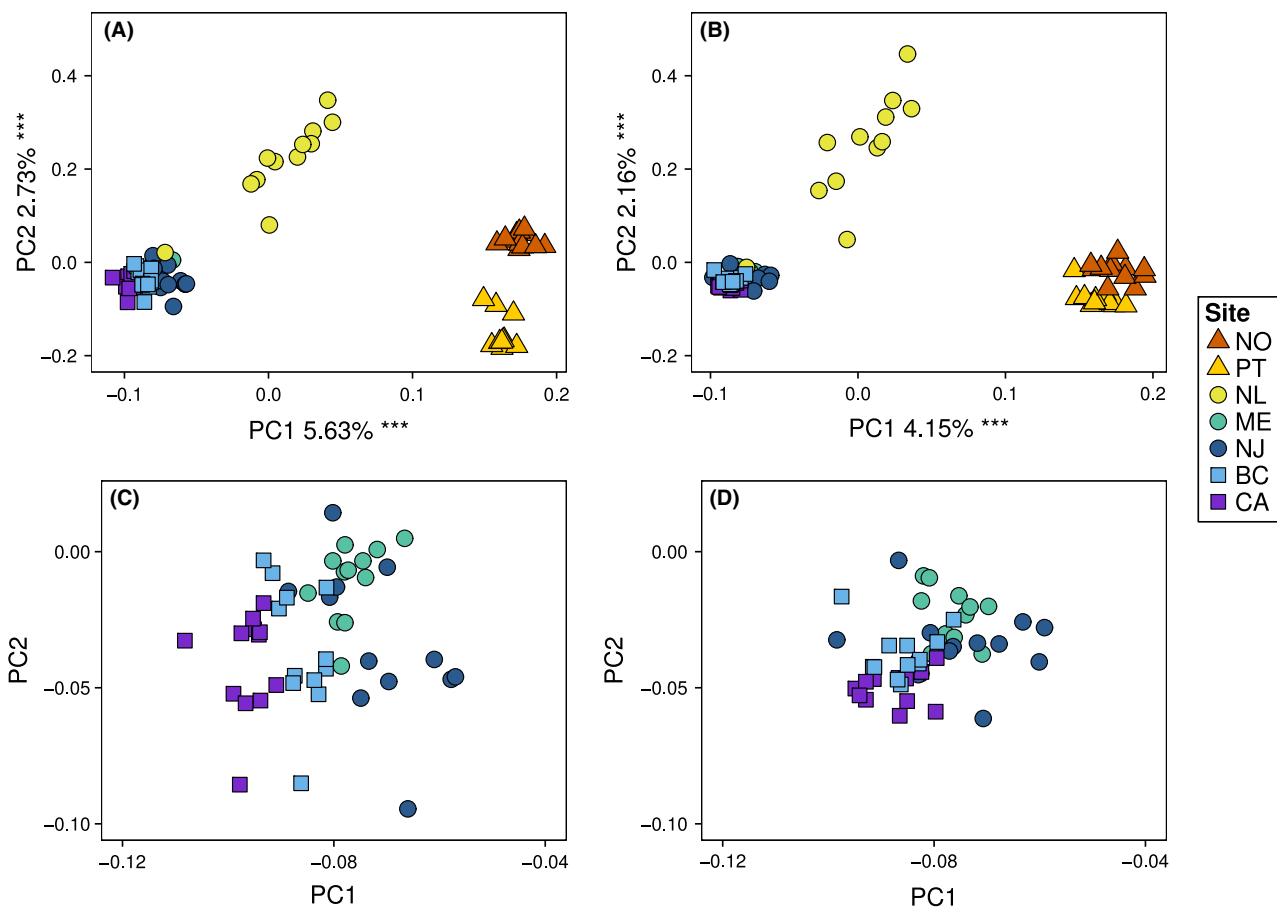 (A)
0.4
0.2
0.0
−0.2
PC2 2.73% ***
−0.1
0.0
0.1
0.2
PC1 5.63% ***
(B)
0.4
0.2
0.0
−0.2
PC2 2.16% ***
−0.1
0.0
0.1
0.2
PC1 4.15% ***
Site
NO
PT
NL
ME
NJ
BC
CA
(C)
0.00
−0.05
−0.10
PC2
−0.12
−0.08
−0.04
PC1
(D)
0.00
−0.05
−0.10
PC2
−0.12
−0.08
−0.04
PC1